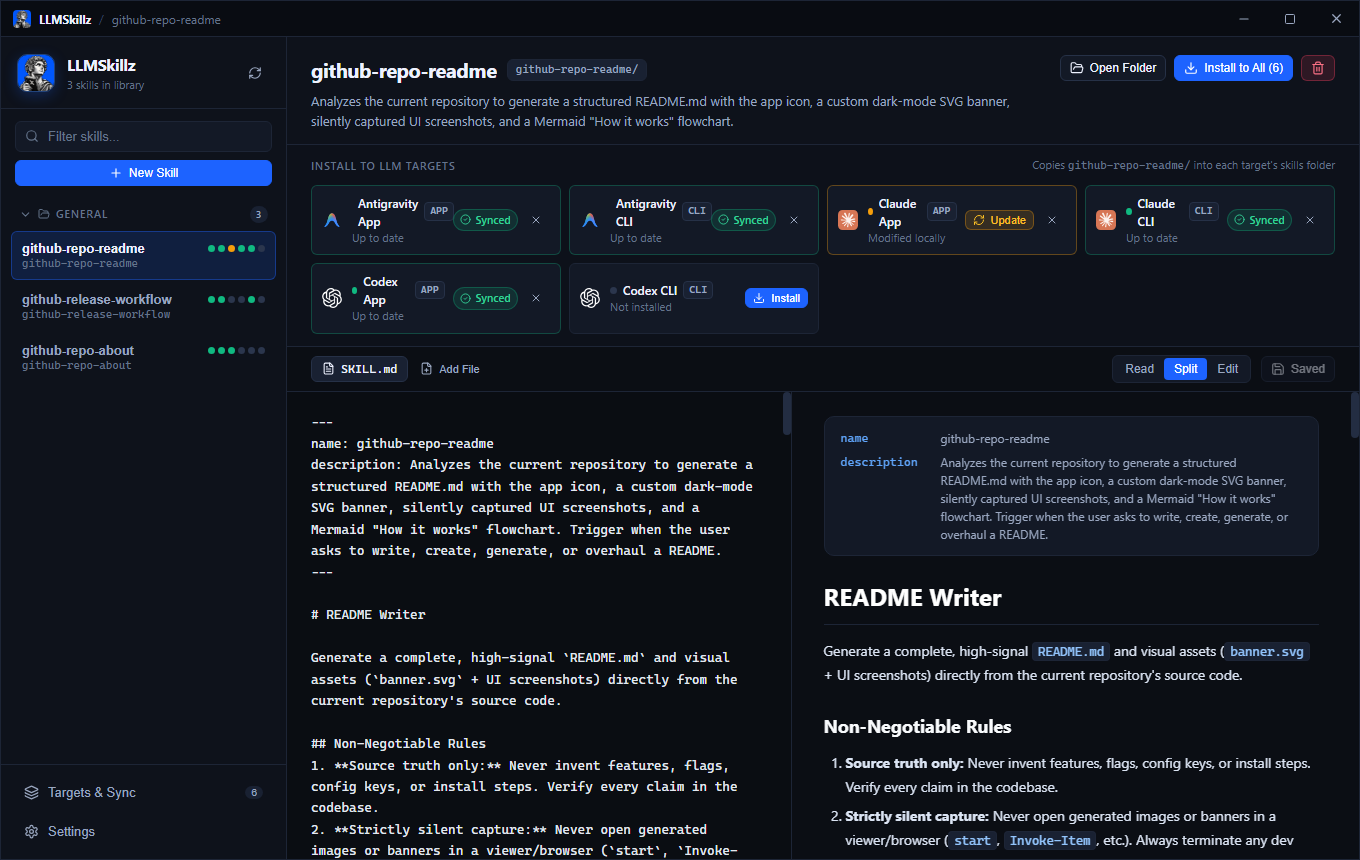 LLMSkillz / github-repo-readme
LLMSkillz
3 skills in library
Filter skills...
+ New Skill
GENERAL 3
github-repo-readme
github-repo-readme
github-release-workflow
github-release-workflow
github-repo-about
github-repo-about
Targets & Sync 6
Settings
github-repo-readme github-repo-readme/
Open Folder Install to All (6)
Analyzes the current repository to generate a structured README.md with the app icon, a custom dark-mode SVG banner,
silently captured UI screenshots, and a Mermaid "How it works" flowchart.
INSTALL TO LLM TARGETS Copies github-repo-readme/ into each target's skills folder
Antigravity
App
APP
Up to date
Synced
Antigravity
CLI
CLI
Up to date
Synced
Claude
App
APP
Modified locally
Update
Claude
CLI
CLI
Up to date
Synced
Codex
App
APP
Up to date
Synced
Codex CLI CLI
Not installed
Install
SKILL.md Add File
Read Split Edit Saved
---
name: github-repo-readme
description: Analyzes the current repository to generate a
structured README.md with the app icon, a custom dark-mode
SVG banner, silently captured UI screenshots, and a
Mermaid "How it works" flowchart. Trigger when the user
asks to write, create, generate, or overhaul a README.
---
# README Writer
Generate a complete, high-signal `README.md` and visual
assets (`banner.svg` + UI screenshots) directly from the
current repository's source code.
## Non-Negotiable Rules
1. **Source truth only:** Never invent features, flags,
config keys, or install steps. Verify every claim in the
codebase.
2. **Strictly silent capture:** Never open generated
images or banners in a viewer/browser (`start`, `Invoke-
name github-repo-readme
description Analyzes the current repository to generate a structured
README.md with the app icon, a custom dark-mode SVG banner,
silently captured UI screenshots, and a Mermaid "How it works"
flowchart. Trigger when the user asks to write, create, generate, or
overhaul a README.
README Writer
Generate a complete, high-signal README.md and visual assets ( banner.svg
+ UI screenshots) directly from the current repository's source code.
Non-Negotiable Rules
1. Source truth only: Never invent features, flags, config keys, or install steps.
Verify every claim in the codebase.
2. Strictly silent capture: Never open generated images or banners in a
viewer/browser ( start , Invoke-Item , etc.). Always terminate any dev